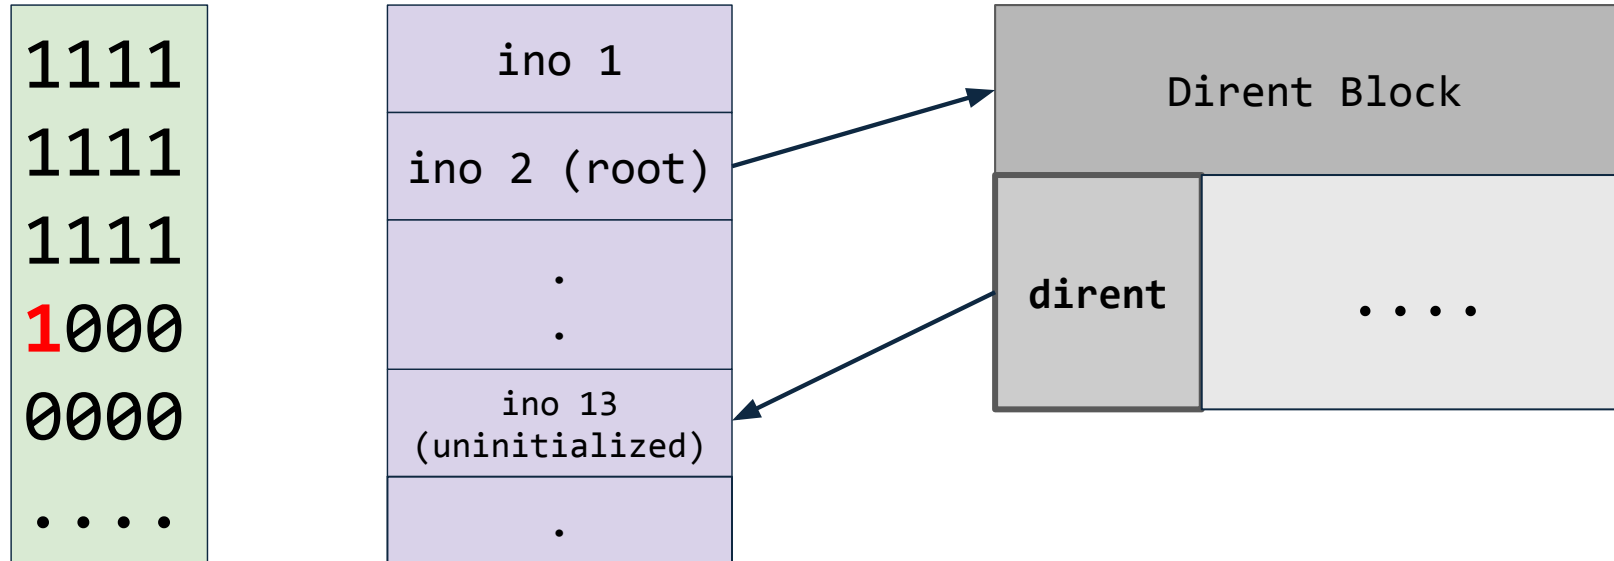 1111
1111
1111
1000
0000
....
ino 1
ino 2 (root)
.
.
ino 13
(uninitialized)
.
Dirent Block
dirent
....